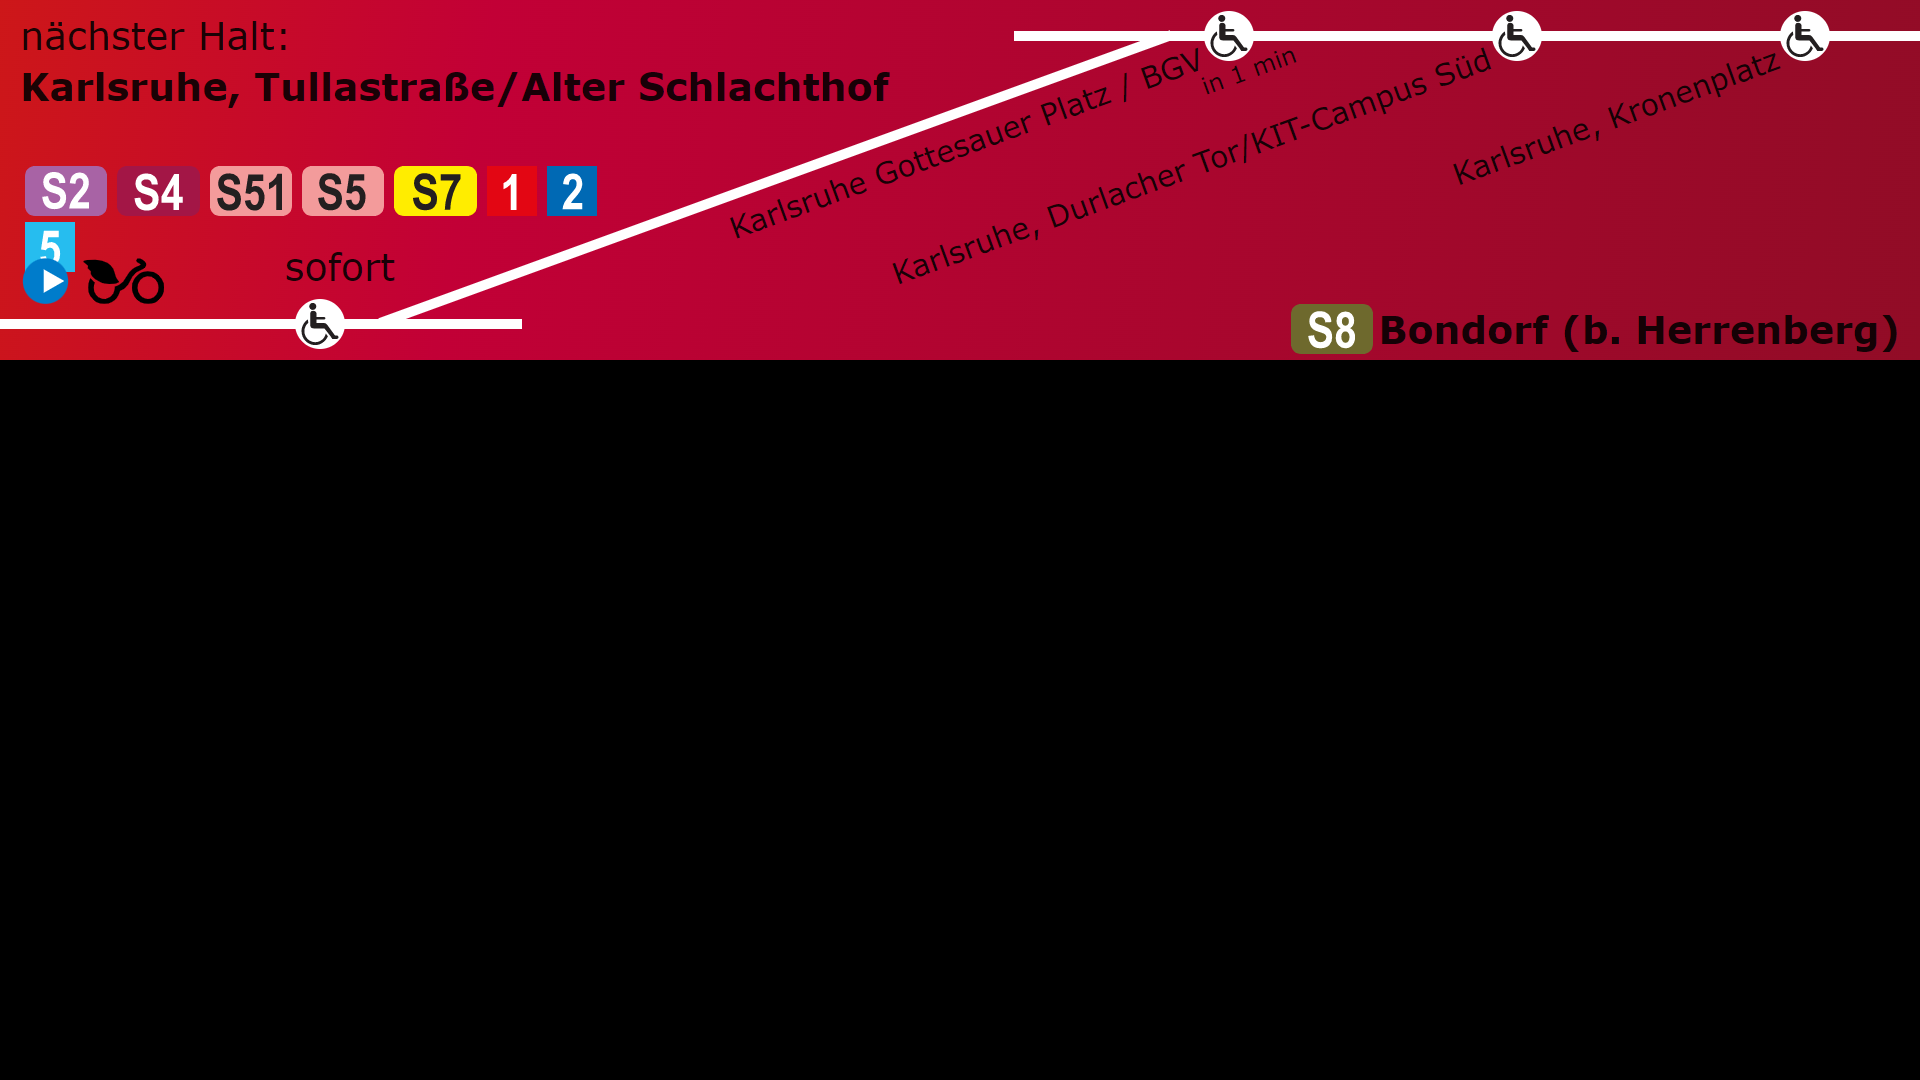 nächster Halt:
Karlsruhe, Tullastraße/Alter Schlachthof
S2 S4 S51 S5 S7 1 2
5
sofort
Karlsruhe Gottesauer Platz / BGV
in 1 min
Karlsruhe, Durlacher Tor/KIT-Campus Süd
Karlsruhe, Kronenplatz
S8 Bondorf (b. Herrenberg)